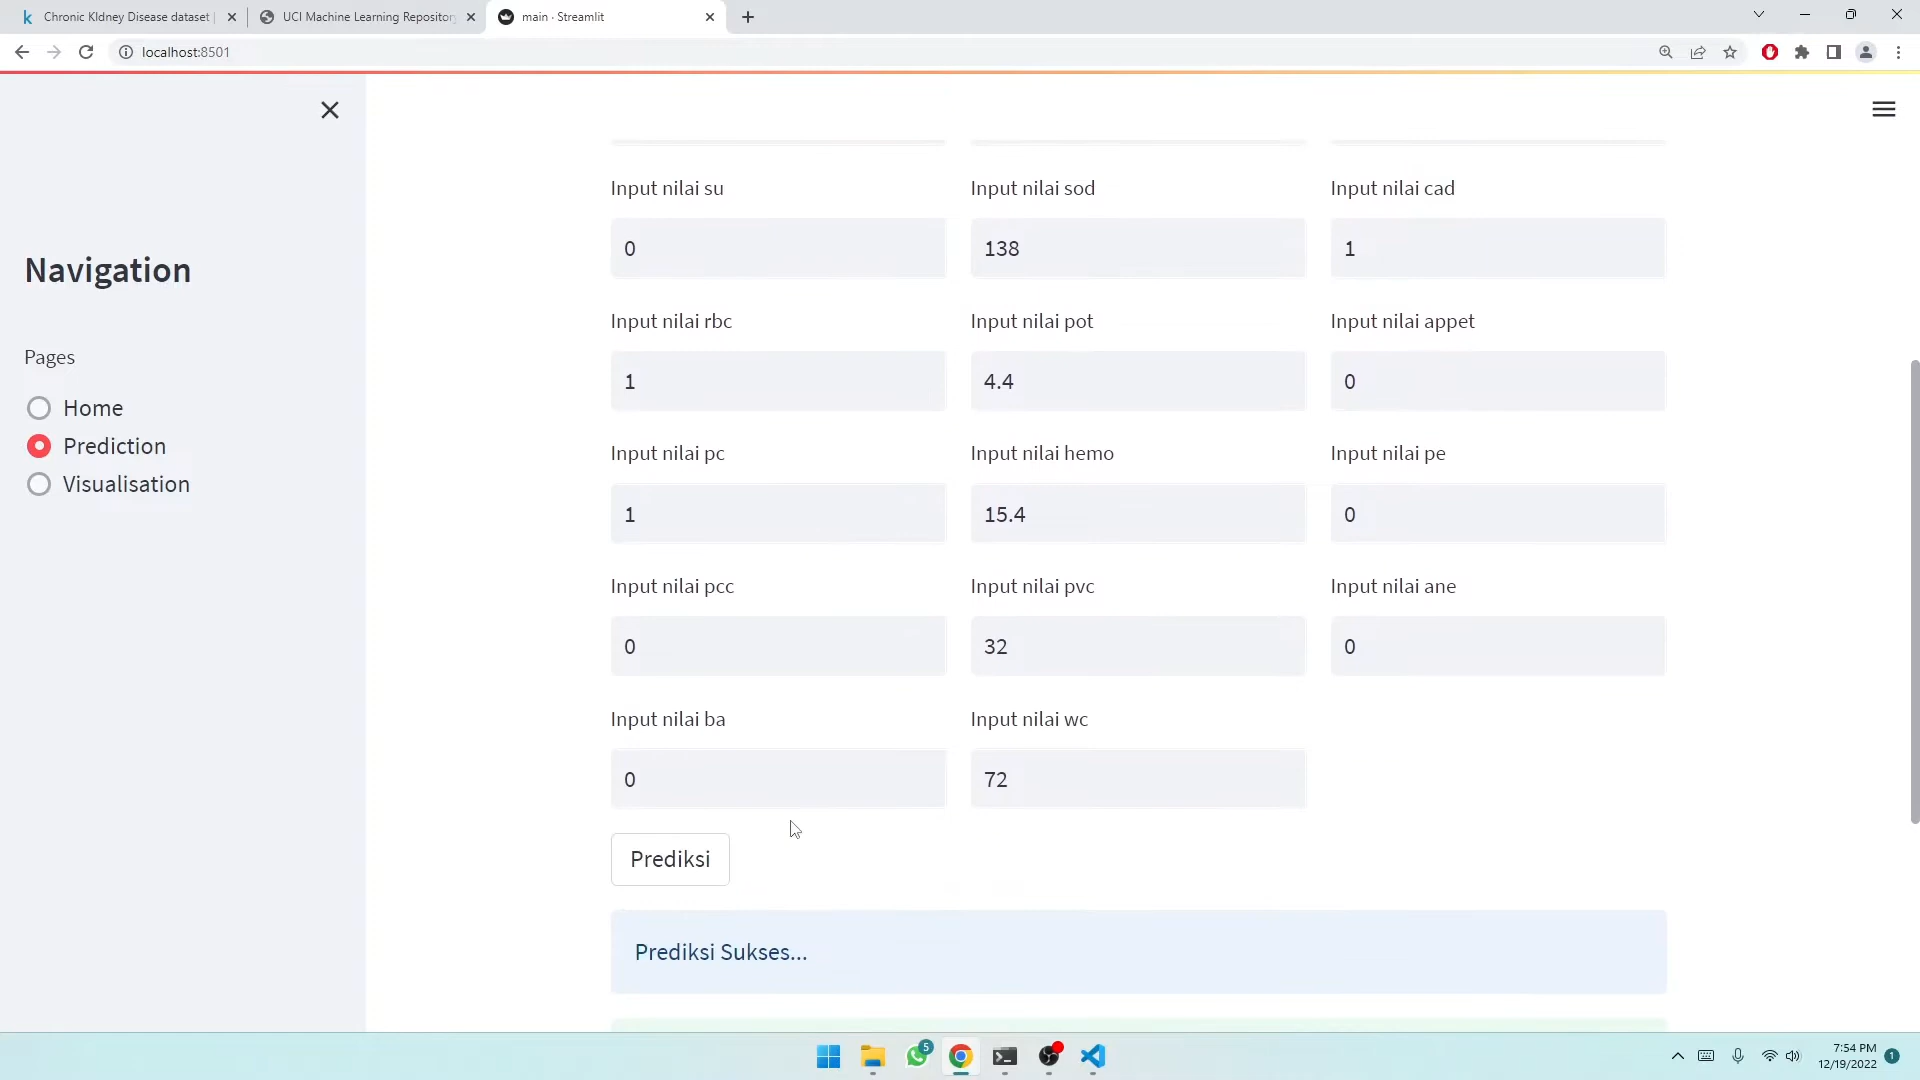 Chronic KIdney Disease dataset |
UCI Machine Learning Repository
main · Streamlit
localhost:8501
Navigation
Pages
Home
Prediction
Visualisation
Input nilai su
Input nilai sod
Input nilai cad
0
138
1
Input nilai rbc
Input nilai pot
Input nilai appet
1
4.4
0
Input nilai pc
Input nilai hemo
Input nilai pe
1
15.4
0
Input nilai pcc
Input nilai pvc
Input nilai ane
0
32
0
Input nilai ba
Input nilai wc
0
72
Prediksi
Prediksi Sukses...
5
7:54 PM
12/19/2022
1